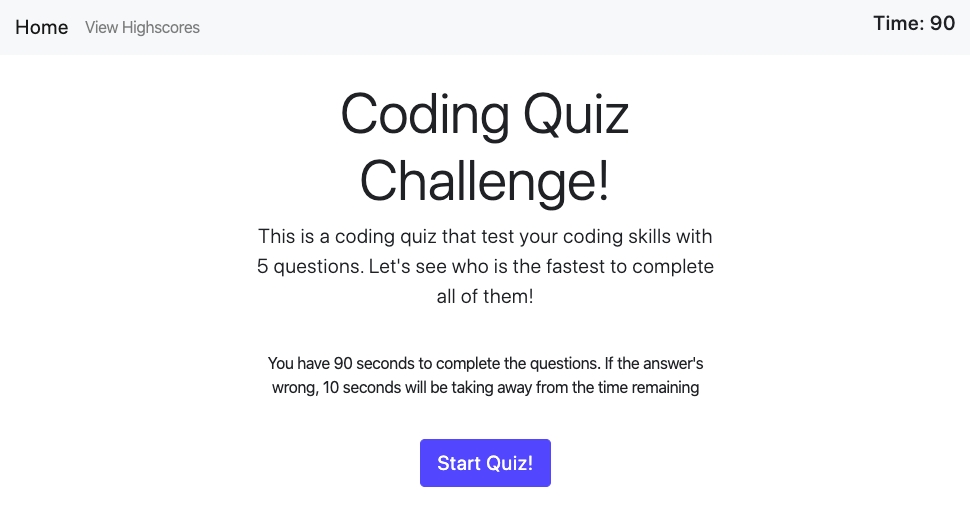 Home View Highscores Time: 90
Coding Quiz
Challenge!
This is a coding quiz that test your coding skills with
5 questions. Let's see who is the fastest to complete
all of them!
You have 90 seconds to complete the questions. If the answer's
wrong, 10 seconds will be taking away from the time remaining
Start Quiz!